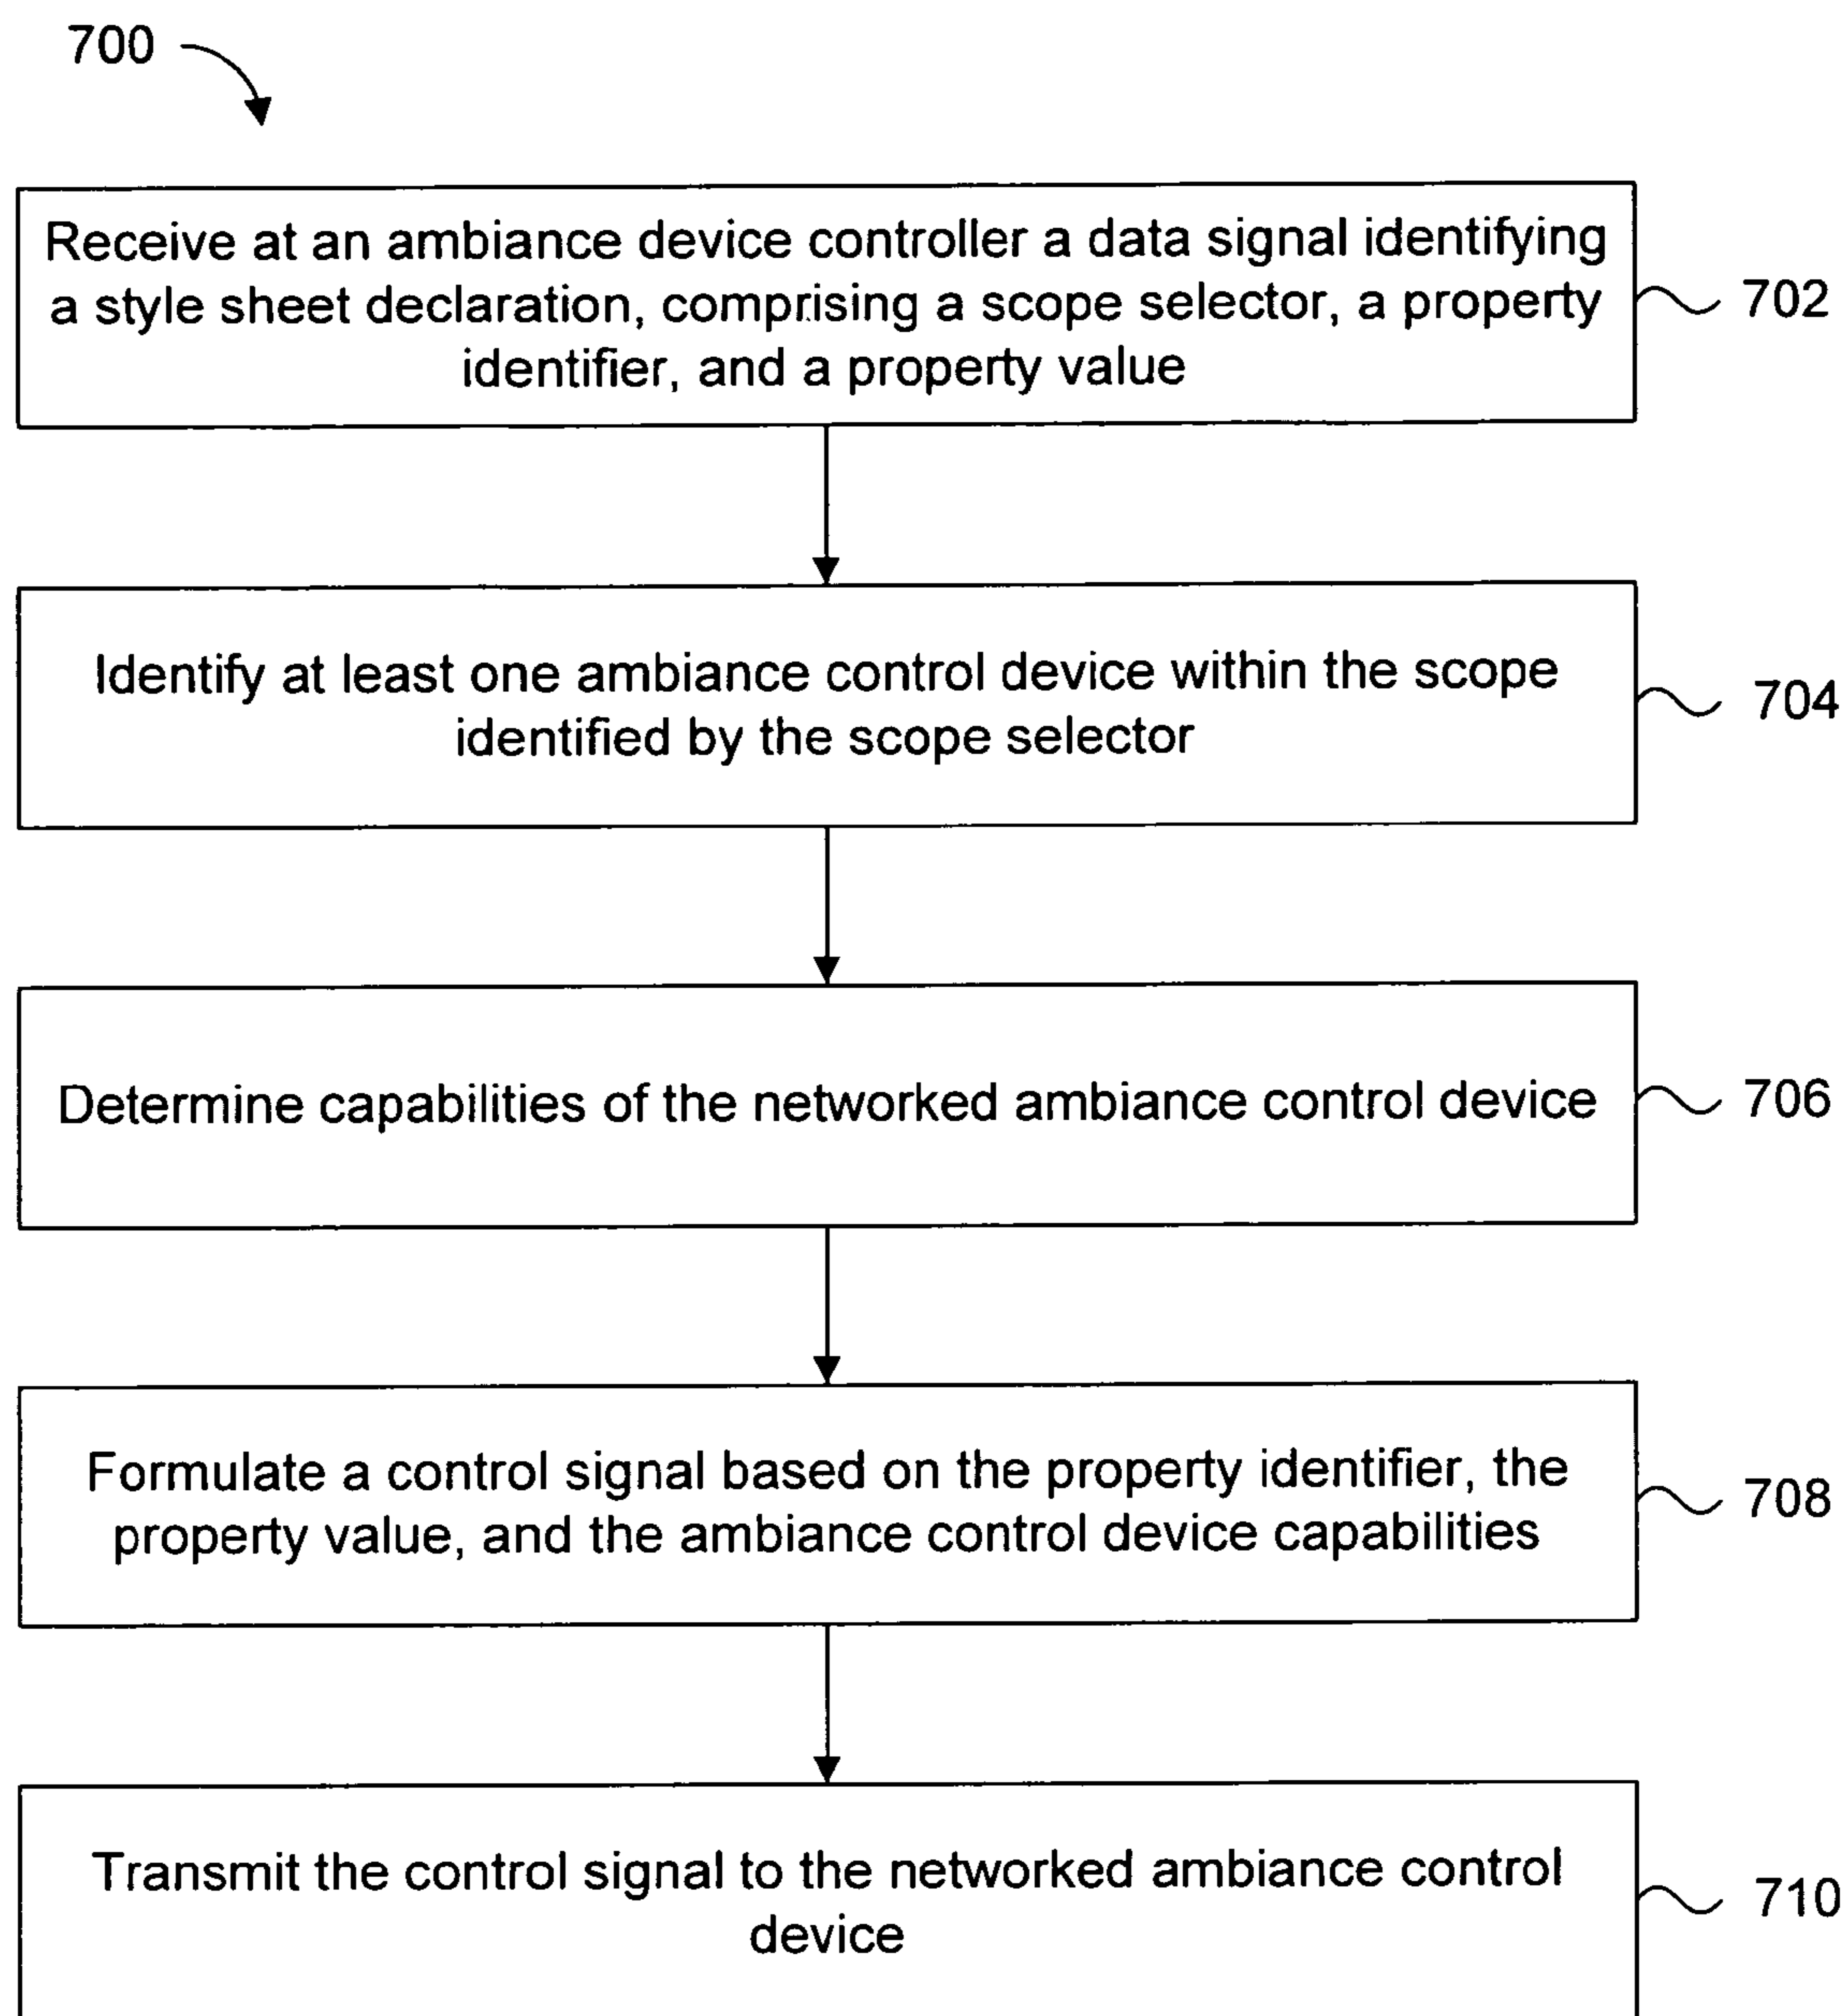 700
Receive at an ambiance device controller a data signal identifying
a style sheet declaration, comprising a scope selector, a property
identifier, and a property value
702
Identify at least one ambiance control device within the scope
identified by the scope selector
704
Determine capabilities of the networked ambiance control device
706
Formulate a control signal based on the property identifier, the
property value, and the ambiance control device capabilities
708
Transmit the control signal to the networked ambiance control
device
710